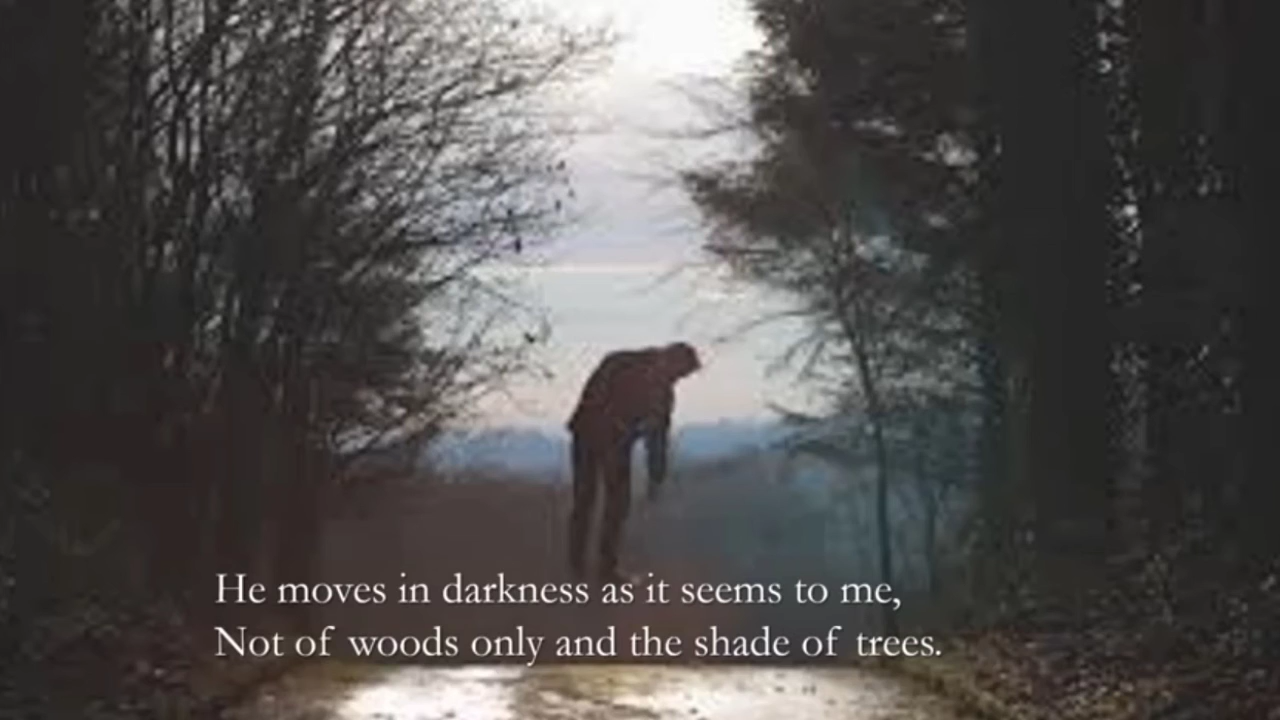 He moves in darkness as it seems to me,
Not of woods only and the shade of trees.